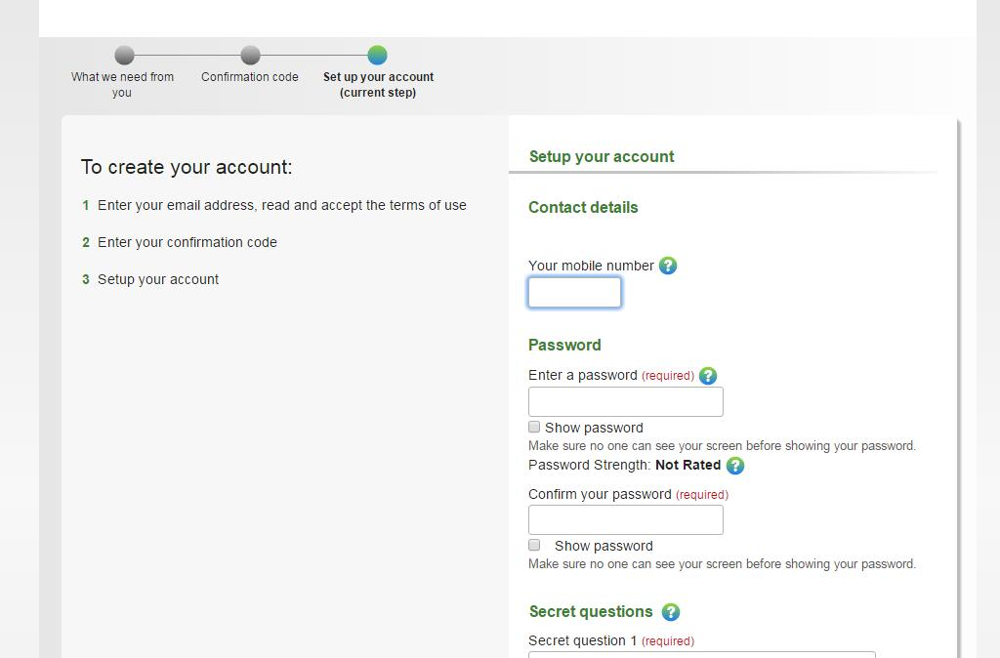 What we need from
you
Confirmation code
Set up your account
(current step)
To create your account:
1 Enter your email address, read and accept the terms of use
2 Enter your confirmation code
3 Setup your account
Setup your account
Contact details
Your mobile number ?
Password
Enter a password (required) ?
Show password
Make sure no one can see your screen before showing your password.
Password Strength: Not Rated ?
Confirm your password (required)
Show password
Make sure no one can see your screen before showing your password.
Secret questions ?
Secret question 1 (required)